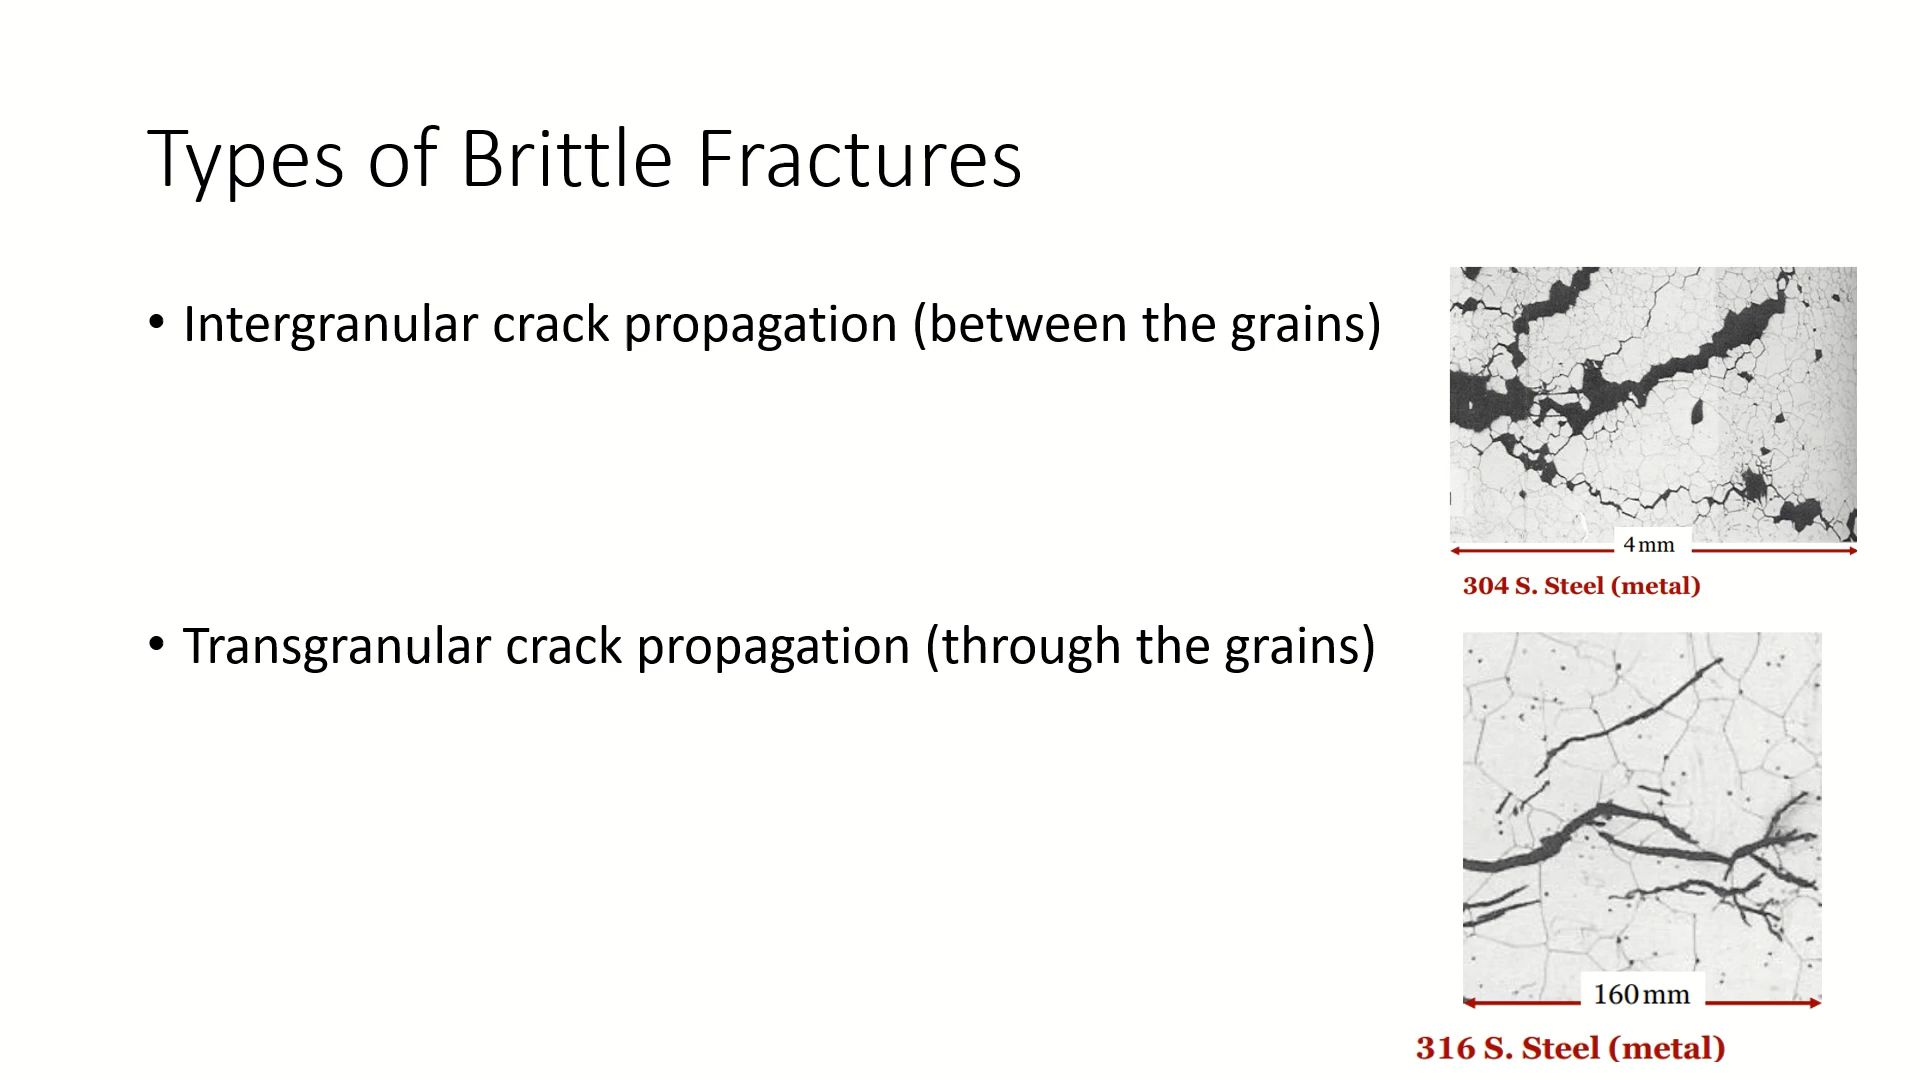 Types of Brittle Fractures
• Intergranular crack propagation (between the grains)
4 mm
304 S. Steel (metal)
• Transgranular crack propagation (through the grains)
160 mm
316 S. Steel (metal)